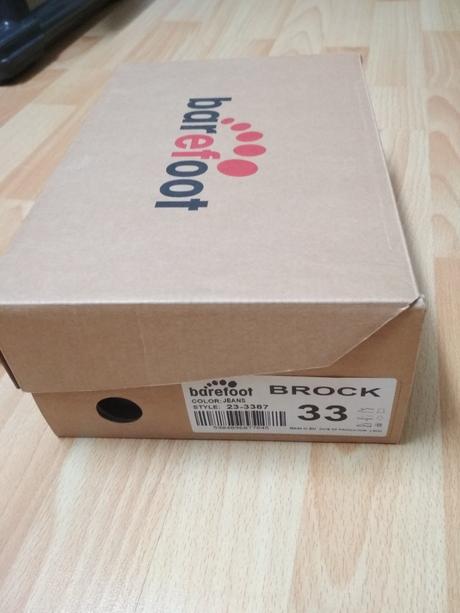 barefoot
barefoot BROCK
COLOR: JEANS
STYLE: 23-3387
33